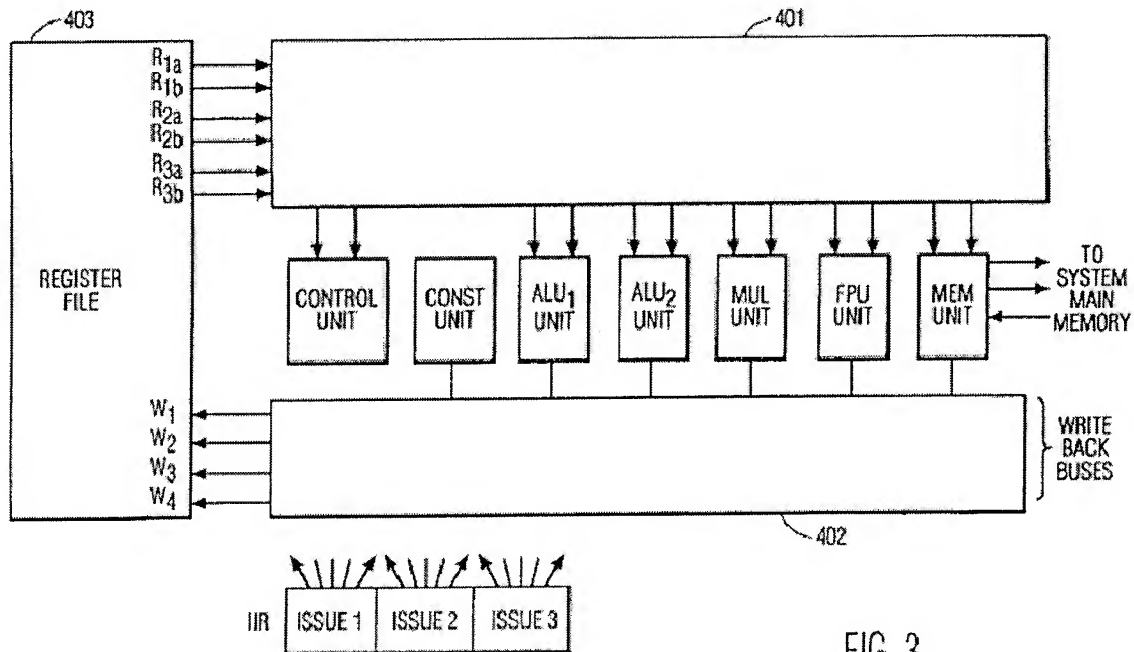 403
401
R1a
R1b
R2a
R2b
R3a
R3b
REGISTER
FILE
CONTROL
UNIT
CONST
UNIT
ALU1
UNIT
ALU2
UNIT
MUL
UNIT
FPU
UNIT
MEM
UNIT
TO
SYSTEM
MAIN
MEMORY
W1
W2
W3
W4
WRITE
BACK
BUSES
402
IIR
ISSUE 1
ISSUE 2
ISSUE 3
FIG. 3